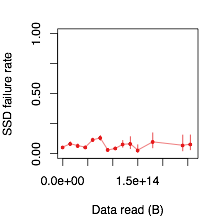 1.00
0.50
0.00
SSD failure rate
0.0e+00 1.5e+14
Data read (B)